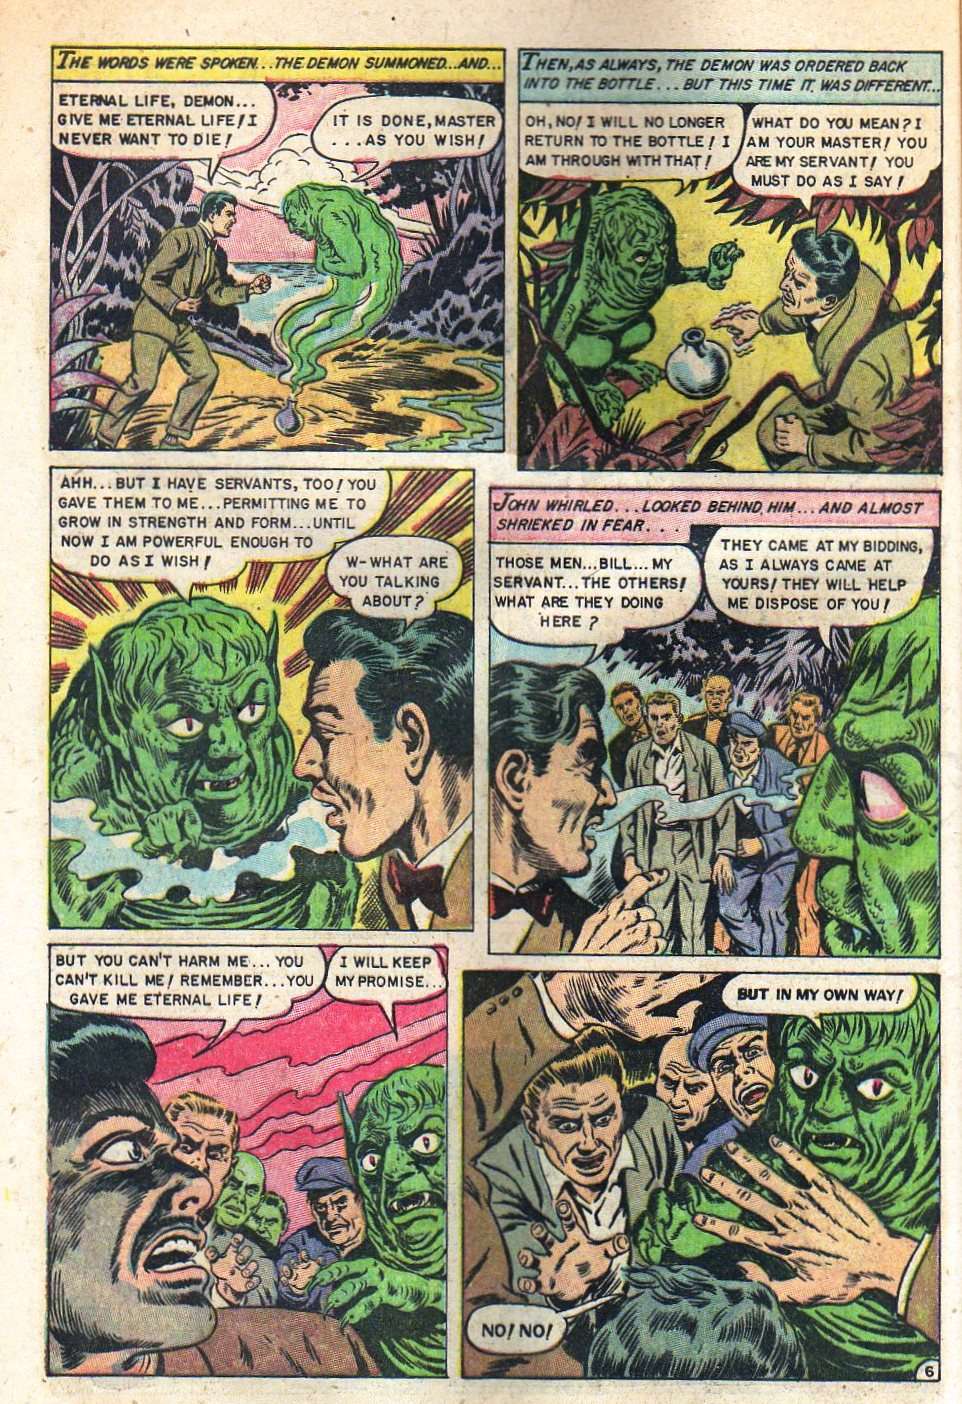 THE WORDS WERE SPOKEN...THE DEMON SUMMONED...AND...
ETERNAL LIFE, DEMON...
GIVE ME ETERNAL LIFE! I
NEVER WANT TO DIE!
IT IS DONE, MASTER
...AS YOU WISH!
THEN, AS ALWAYS, THE DEMON WAS ORDERED BACK
INTO THE BOTTLE...BUT THIS TIME IT WAS DIFFERENT...
OH, NO! I WILL NO LONGER
RETURN TO THE BOTTLE! I
AM THROUGH WITH THAT!
WHAT DO YOU MEAN? I
AM YOUR MASTER! YOU
ARE MY SERVANT! YOU
MUST DO AS I SAY!
AHH...BUT I HAVE SERVANTS, TOO! YOU
GAVE THEM TO ME...PERMITTING ME TO
GROW IN STRENGTH AND FORM...UNTIL
NOW I AM POWERFUL ENOUGH TO
DO AS I WISH!
W-WHAT ARE
YOU TALKING
ABOUT?
JOHN WHIRLED...LOOKED BEHIND HIM...AND ALMOST
SHRIEKED IN FEAR...
THOSE MEN...BILL...MY
SERVANT...THE OTHERS!
WHAT ARE THEY DOING
HERE?
THEY CAME AT MY BIDDING,
AS I ALWAYS CAME AT
YOURS! THEY WILL HELP
ME DISPOSE OF YOU!
BUT YOU CAN'T HARM ME...YOU
CAN'T KILL ME! REMEMBER...YOU
GAVE ME ETERNAL LIFE!
I WILL KEEP
MY PROMISE...
BUT IN MY OWN WAY!
NO! NO!
6